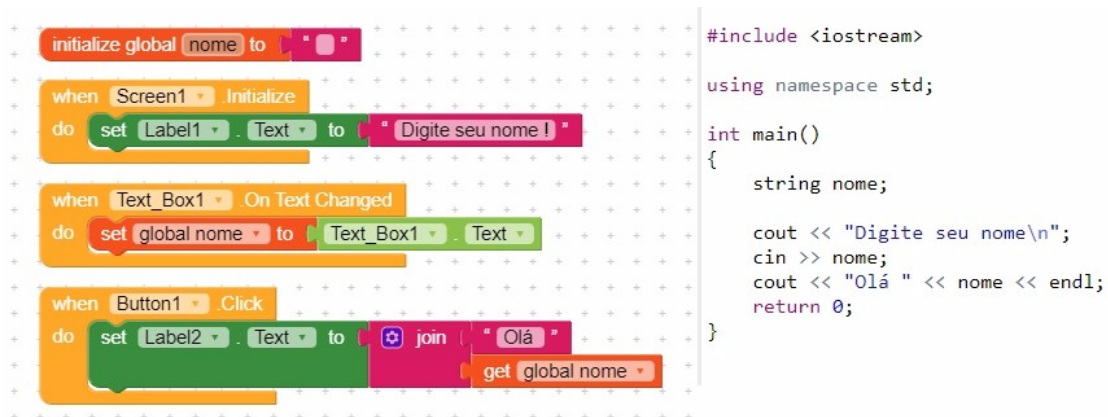 initialize global nome to " "
when Screen1 .Initialize
do set Label1 . Text to " Digite seu nome ! "
when Text_Box1 .On Text Changed
do set global nome to Text_Box1 . Text
when Button1 .Click
do set Label2 . Text to join " Olá "
get global nome
#include <iostream>
using namespace std;
int main()
{
string nome;
cout << "Digite seu nome\n";
cin >> nome;
cout << "Olá " << nome << endl;
return 0;
}